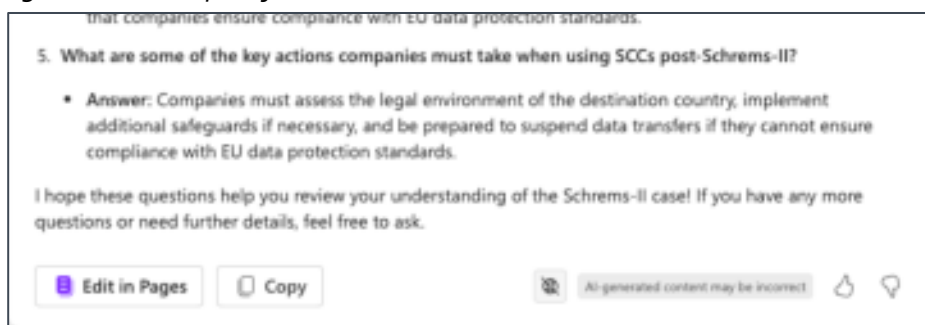 that companies ensure compliance with EU data protection standards.
5. What are some of the key actions companies must take when using SCCs post-Schrems-II?
• Answer: Companies must assess the legal environment of the destination country, implement
additional safeguards if necessary, and be prepared to suspend data transfers if they cannot ensure
compliance with EU data protection standards.
I hope these questions help you review your understanding of the Schrems-II case! If you have any more
questions or need further details, feel free to ask.
Edit in Pages Copy AI-generated content may be incorrect